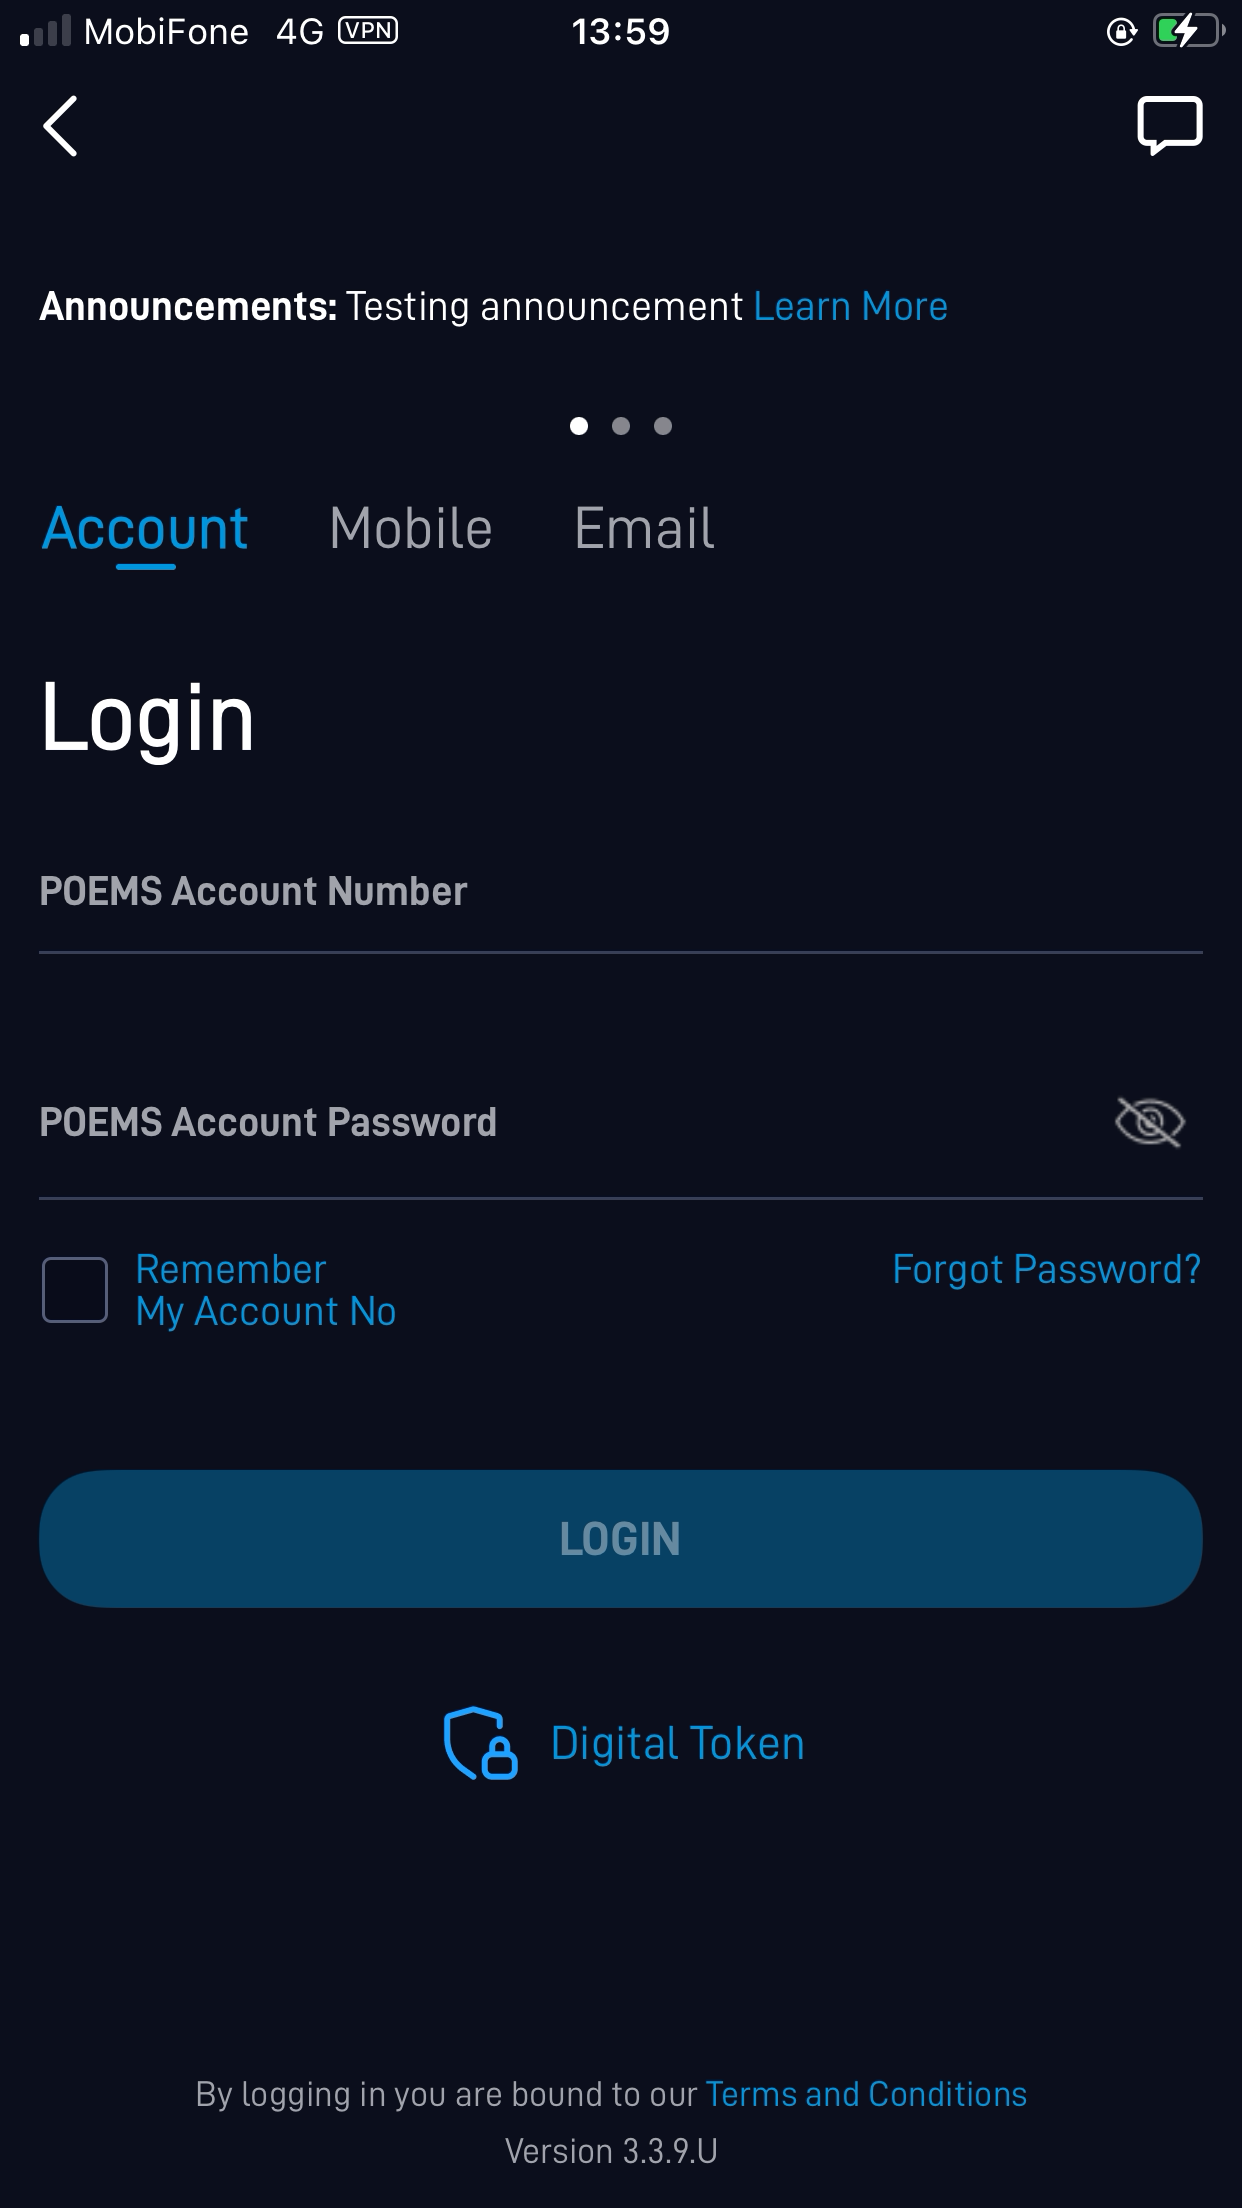 MobiFone 4G VPN 13:59
Announcements: Testing announcement Learn More
Account Mobile Email
Login
POEMS Account Number
POEMS Account Password
Remember
My Account No
Forgot Password?
LOGIN
Digital Token
By logging in you are bound to our Terms and Conditions
Version 3.3.9.U